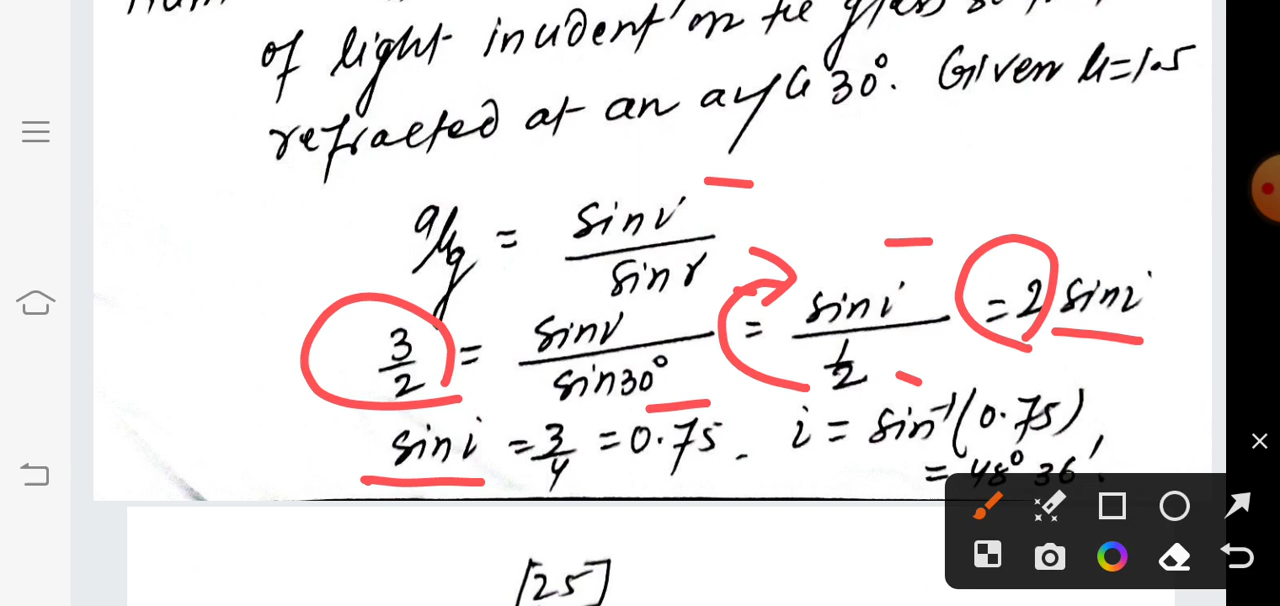 of light incident on the glass
refracted at an angle 30°. Given μ=1.5
aμg = sin i / sin r
3/2 = sin i / sin 30° = sin i / 1/2 = 2 sin i
sin i = 3/4 = 0.75. i = sin⁻¹(0.75)
= 48° 36'.
[25]